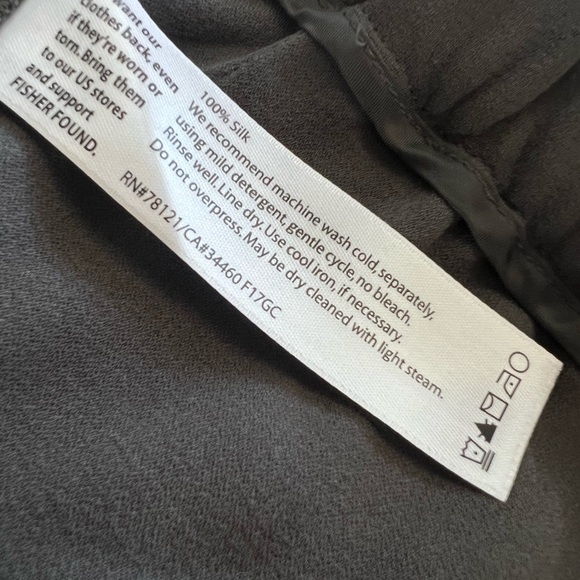 want our
clothes back, even
if they're worn or
torn. Bring them
to our US stores
and support
FISHER FOUND.
100% Silk
We recommend machine wash cold, separately,
using mild detergent, gentle cycle, no bleach.
Rinse well. Line dry. Use cool iron, if necessary.
Do not overpress. May be dry cleaned with light steam.
RN#78121/CA#34460 F17GC